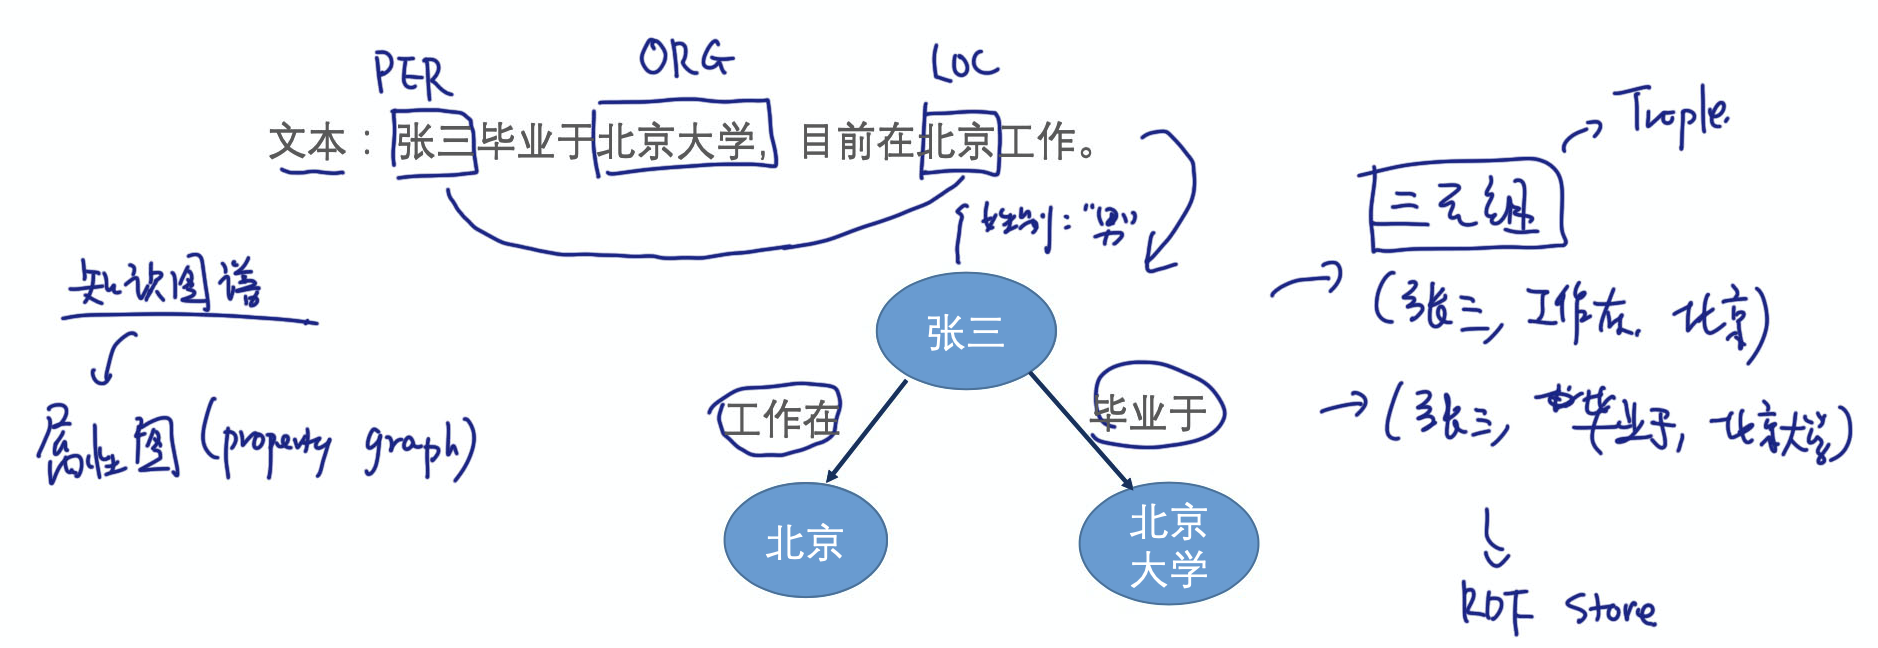 PER ORG LOC
文本：张三毕业于北京大学，目前在北京工作。
Trople.
三元组
性别："男"
知识图谱
(张三, 工作在, 北京)
张三
工作在
毕业于
(张三, 毕业于, 北京大学)
属性图 (property graph)
北京
北京
大学
RDF Store